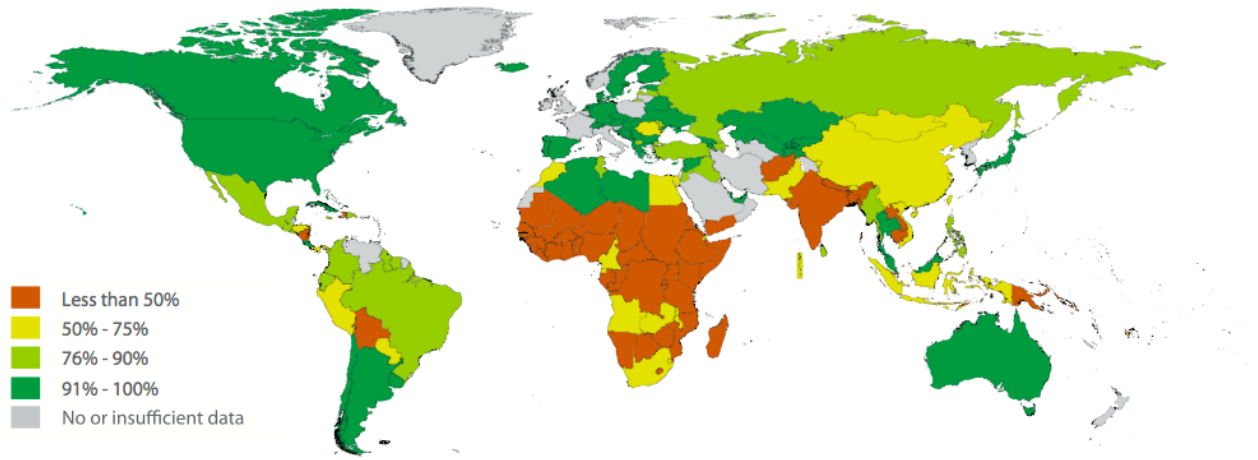 Less than 50%
50% - 75%
76% - 90%
91% - 100%
No or insufficient data